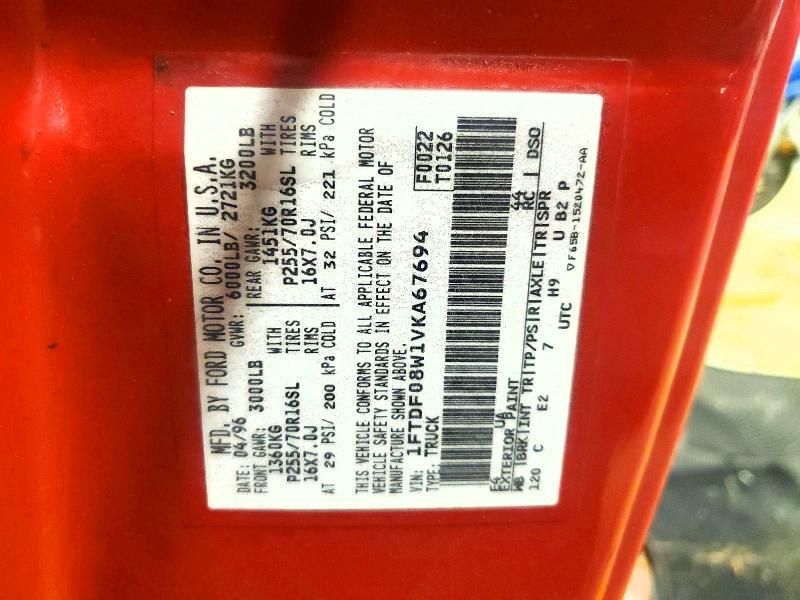 MFD. BY FORD MOTOR CO. IN U.S.A.
DATE: 04/96 GVWR: 6000LB/ 2721KG
FRONT GAWR: 3000LB REAR GAWR: 3200LB
1360KG WITH 1451KG WITH
P255/70R16SL TIRES P255/70R16SL TIRES
16X7.0J RIMS 16X7.0J RIMS
AT 29 PSI/ 200 kPa COLD AT 32 PSI/ 221 kPa COLD
THIS VEHICLE CONFORMS TO ALL APPLICABLE FEDERAL MOTOR
VEHICLE SAFETY STANDARDS IN EFFECT ON THE DATE OF
MANUFACTURE SHOWN ABOVE.
VIN: 1FTDF08W1VKA67694 F0022
TYPE: TRUCK T0126
E4 UA 44
EXTERIOR PAINT RC DSO
WB BRK INT TR TP/PS R AXLE TR SPR
120 C E2 7 H9 U B2 P
UTC
▽F65B-1520472-AA